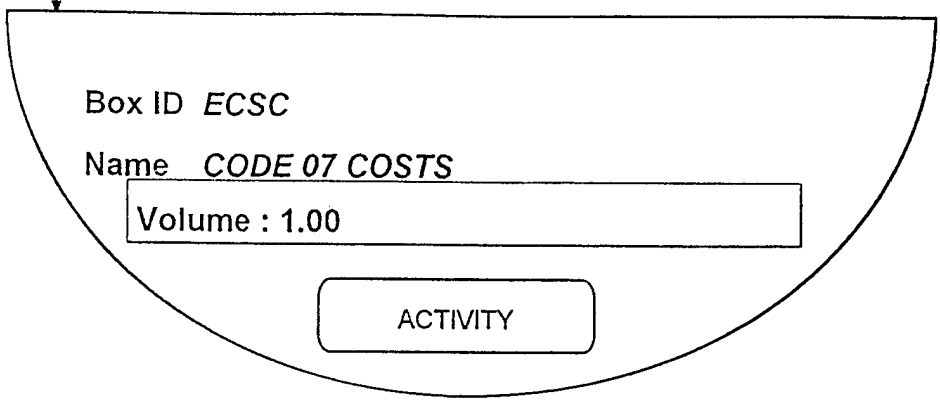 Box ID ECSC
Name CODE 07 COSTS
Volume : 1.00
ACTIVITY